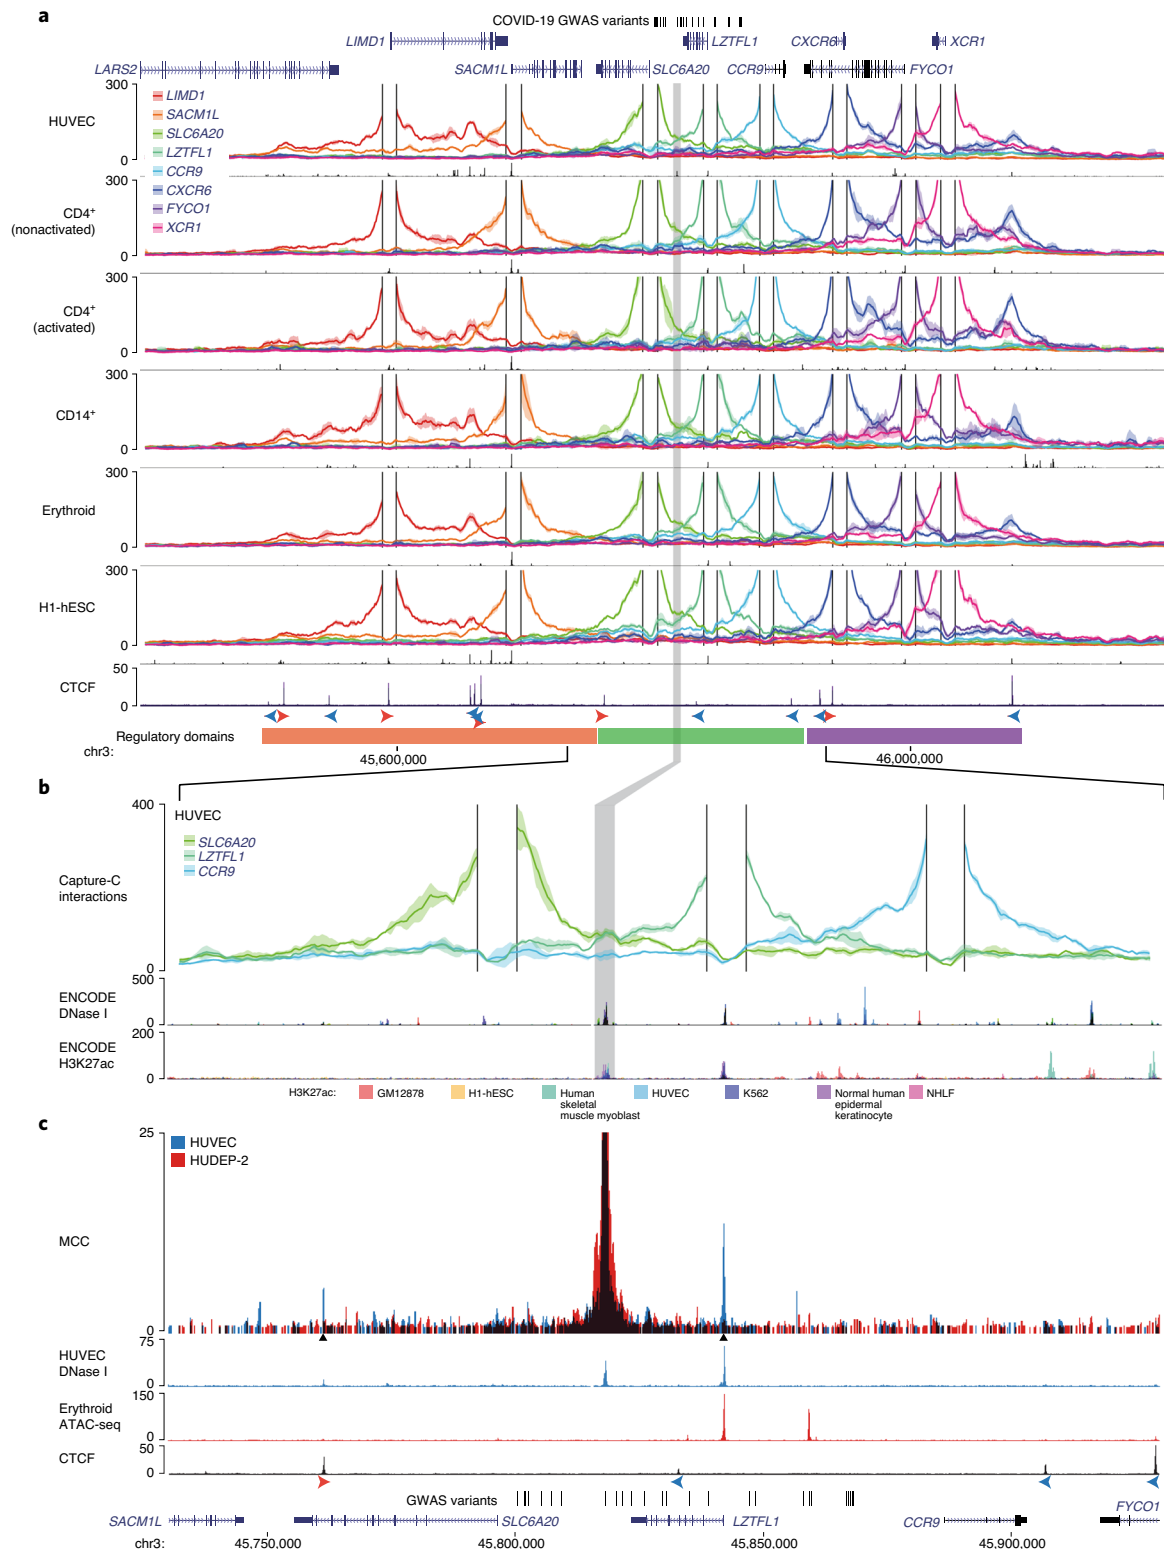 a
COVID-19 GWAS variants
LIMD1
LZTFL1
CXCR6
XCR1
LARS2
SACM1L
SLC6A20
CCR9
FYCO1
300
HUVEC
0
LIMD1
SACM1L
SLC6A20
LZTFL1
CCR9
CXCR6
FYCO1
XCR1
300
CD4+
(nonactivated)
0
300
CD4+
(activated)
0
300
CD14+
0
300
Erythroid
0
300
H1-hESC
0
50
CTCF
0
Regulatory domains
chr3:
45,600,000
46,000,000
b
400
HUVEC
SLC6A20
LZTFL1
CCR9
Capture-C
interactions
0
500
ENCODE
DNase I
0
200
ENCODE
H3K27ac
0
H3K27ac:
GM12878
H1-hESC
Human
skeletal
muscle myoblast
HUVEC
K562
Normal human
epidermal
keratinocyte
NHLF
c
25
HUVEC
HUDEP-2
MCC
0
75
HUVEC
DNase I
0
150
Erythroid
ATAC-seq
0
50
CTCF
0
GWAS variants
FYCO1
SACM1L
SLC6A20
LZTFL1
CCR9
chr3:
45,750,000
45,800,000
45,850,000
45,900,000